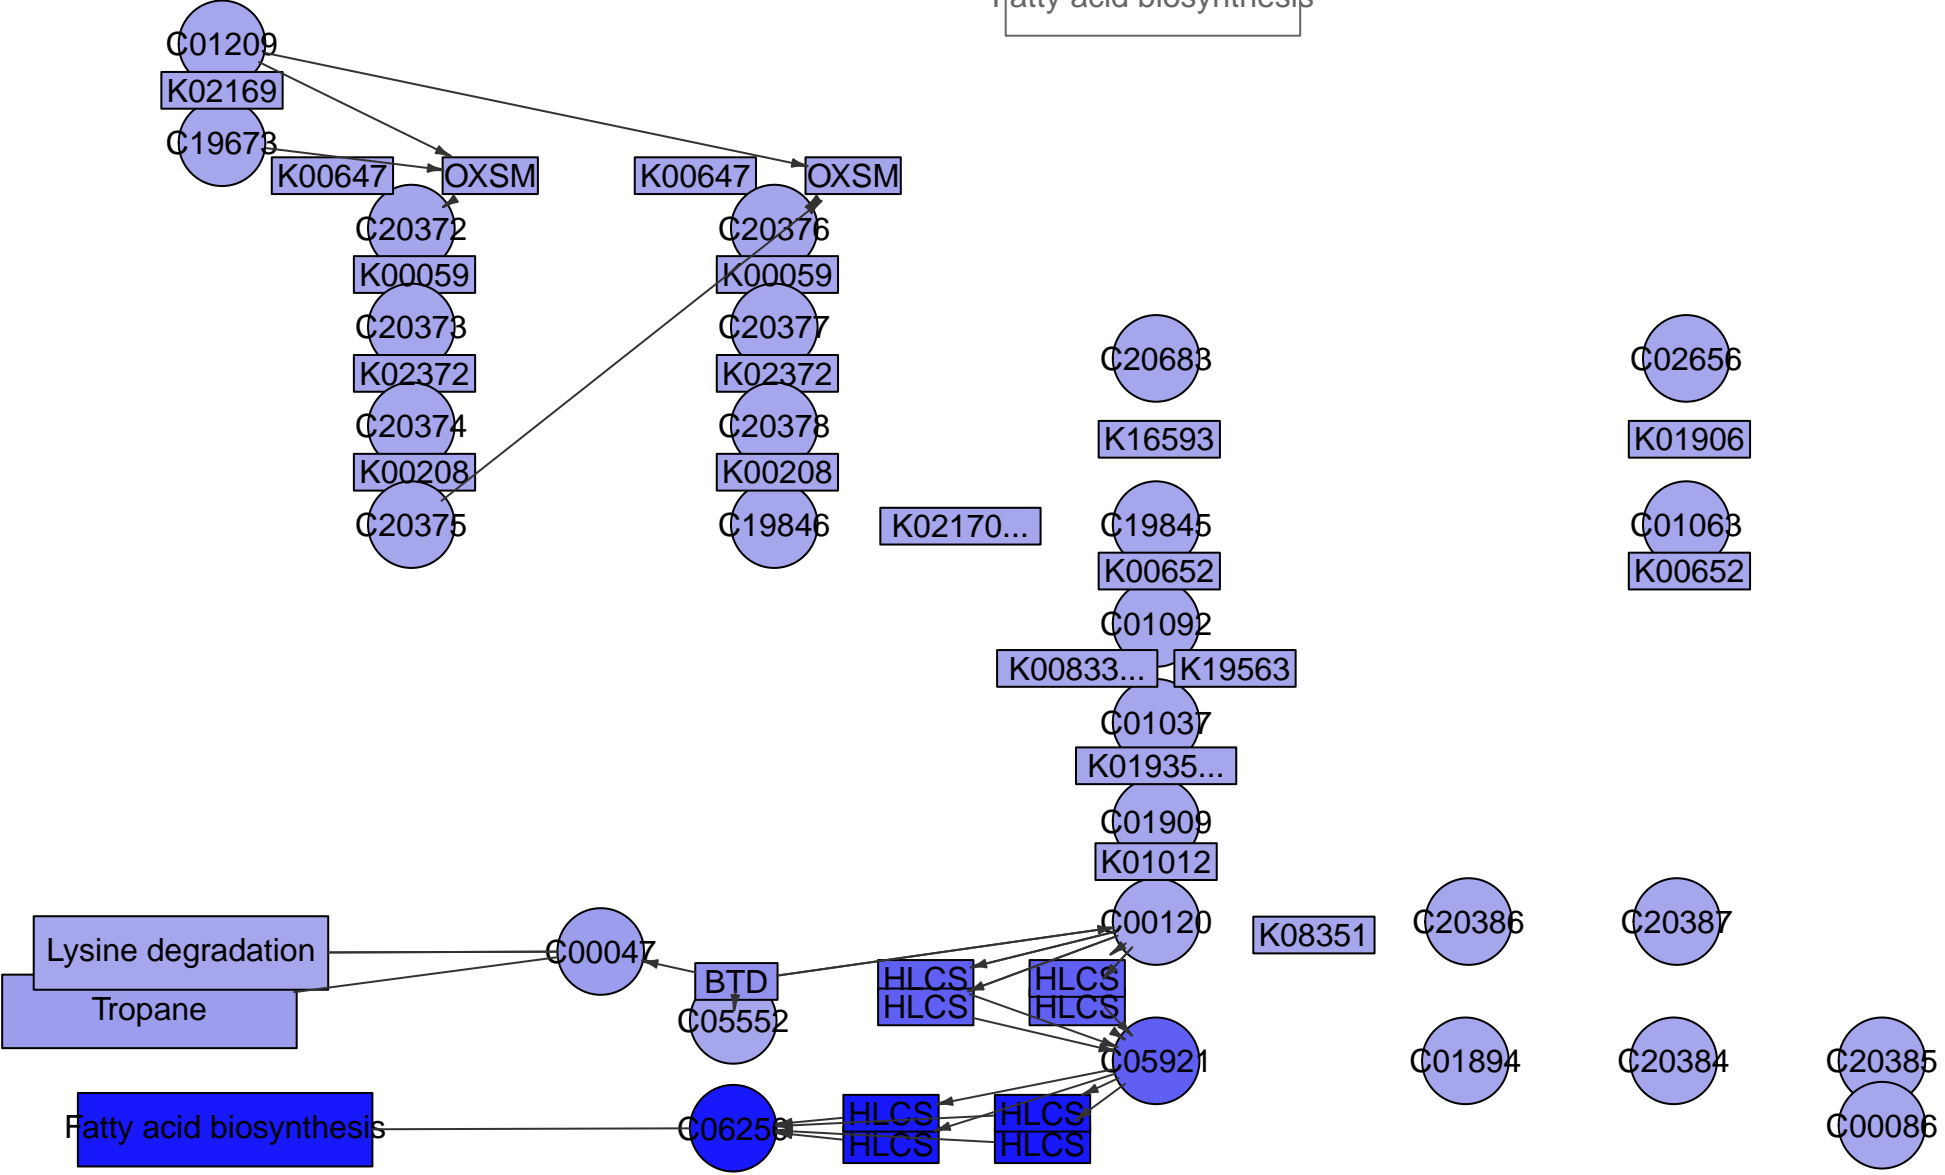 Fatty acid biosynthesis
C01209
K02169
C19673
K00647
OXSM
K00647
OXSM
C20372
C20376
K00059
K00059
C20373
C20377
C20683
C02656
K02372
K02372
C20374
C20378
K16593
K01906
K00208
K00208
C20375
C19846
K02170...
C19845
C01063
K00652
K00652
C01092
K00833...
K19563
C01037
K01935...
C01909
K01012
C00120
K08351
C20386
C20387
Lysine degradation
C00047
BTD
HLCS
HLCS
Tropane
C05552
HLCS
HLCS
C05921
C01894
C20384
C20385
Fatty acid biosynthesis
C06250
HLCS
HLCS
HLCS
HLCS
C00086